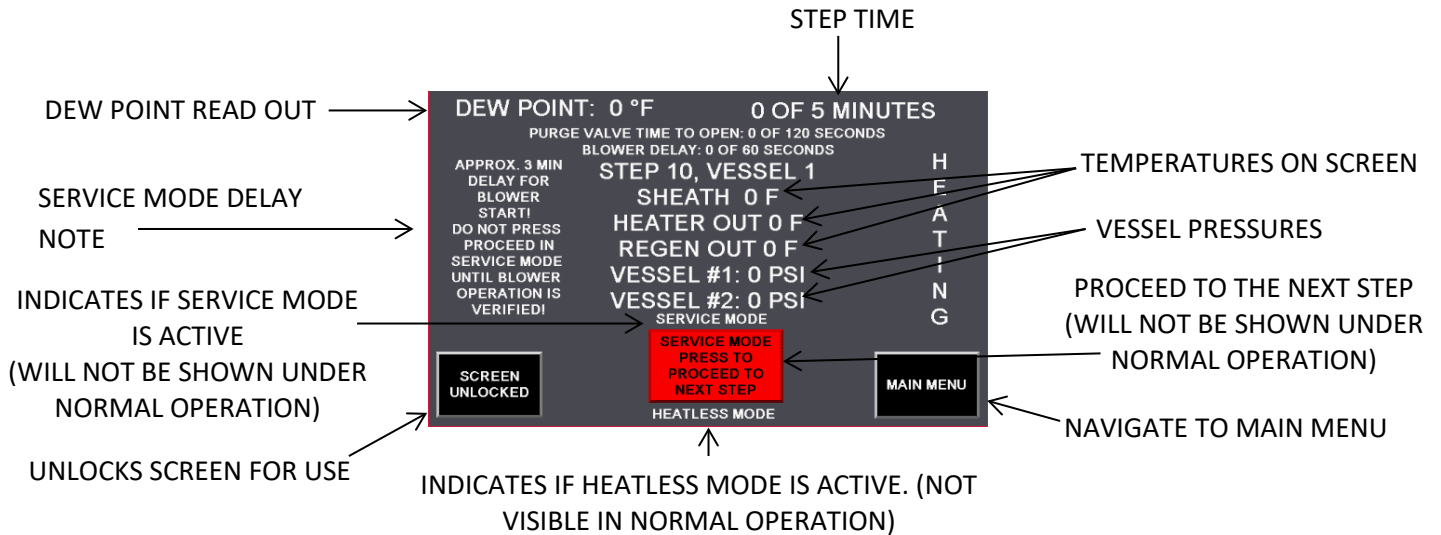 STEP TIME
DEW POINT READ OUT
DEW POINT: 0 °F
0 OF 5 MINUTES
PURGE VALVE TIME TO OPEN: 0 OF 120 SECONDS
BLOWER DELAY: 0 OF 60 SECONDS
SERVICE MODE DELAY
NOTE
APPROX. 3 MIN
DELAY FOR
BLOWER
START!
DO NOT PRESS
PROCEED IN
SERVICE MODE
UNTIL BLOWER
OPERATION IS
VERIFIED!
STEP 10, VESSEL 1
SHEATH 0 F
HEATER OUT 0 F
REGEN OUT 0 F
VESSEL #1: 0 PSI
VESSEL #2: 0 PSI
H
E
A
T
I
N
G
TEMPERATURES ON SCREEN
VESSEL PRESSURES
INDICATES IF SERVICE MODE
IS ACTIVE
(WILL NOT BE SHOWN UNDER
NORMAL OPERATION)
SERVICE MODE
SERVICE MODE
PRESS TO
PROCEED TO
NEXT STEP
PROCEED TO THE NEXT STEP
(WILL NOT BE SHOWN UNDER
NORMAL OPERATION)
SCREEN
UNLOCKED
MAIN MENU
HEATLESS MODE
UNLOCKS SCREEN FOR USE
NAVIGATE TO MAIN MENU
INDICATES IF HEATLESS MODE IS ACTIVE. (NOT
VISIBLE IN NORMAL OPERATION)